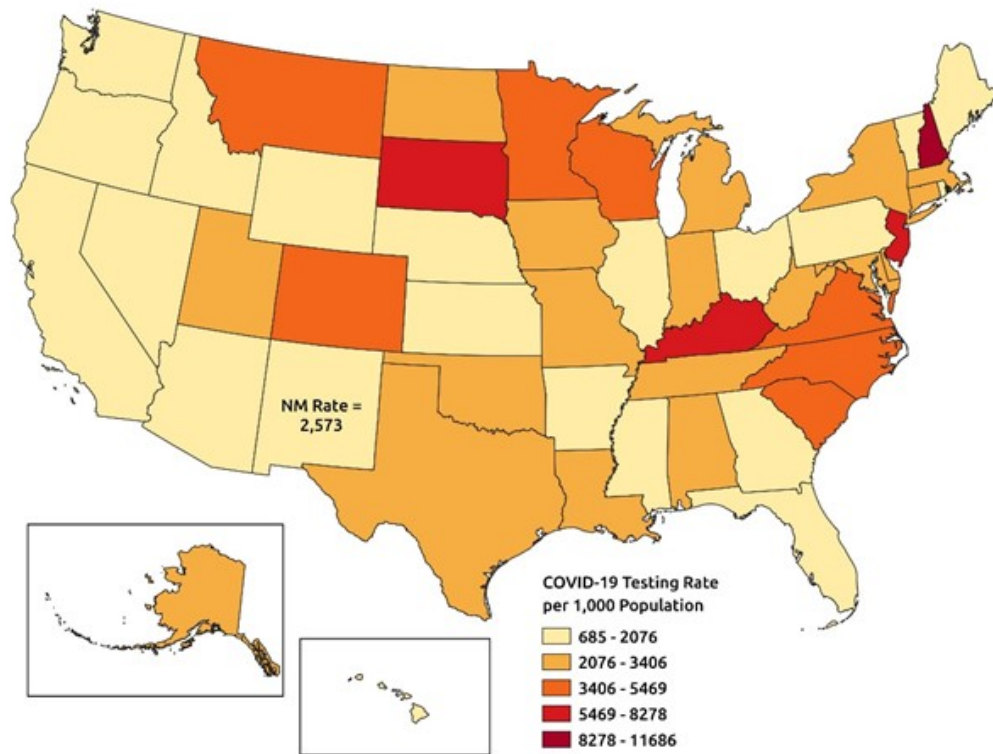 NM Rate =
2,573
COVID-19 Testing Rate
per 1,000 Population
685 - 2076
2076 - 3406
3406 - 5469
5469 - 8278
8278 - 11686